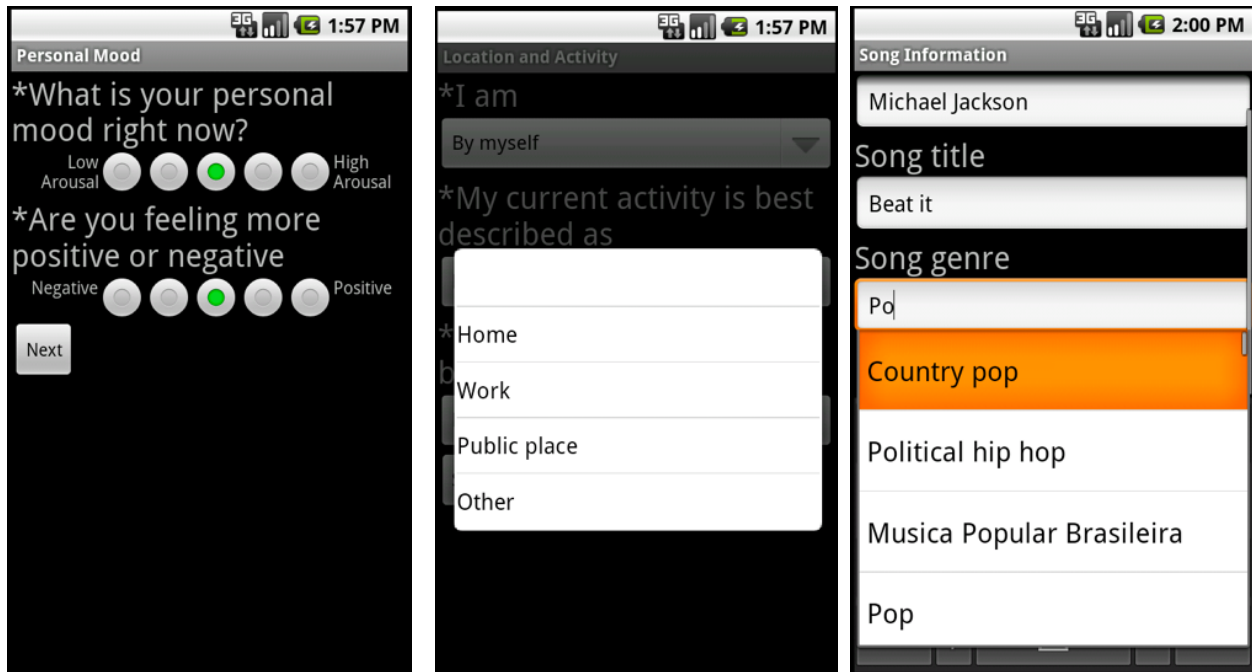 3G 1:57 PM
Personal Mood
*What is your personal
mood right now?
Low
Arousal
High
Arousal
*Are you feeling more
positive or negative
Negative
Positive
Next
3G 1:57 PM
Location and Activity
*I am
By myself
*My current activity is best
described as
*
b
Home
Work
Public place
Other
3G 2:00 PM
Song Information
Michael Jackson
Song title
Beat it
Song genre
Po
Country pop
Political hip hop
Musica Popular Brasileira
Pop